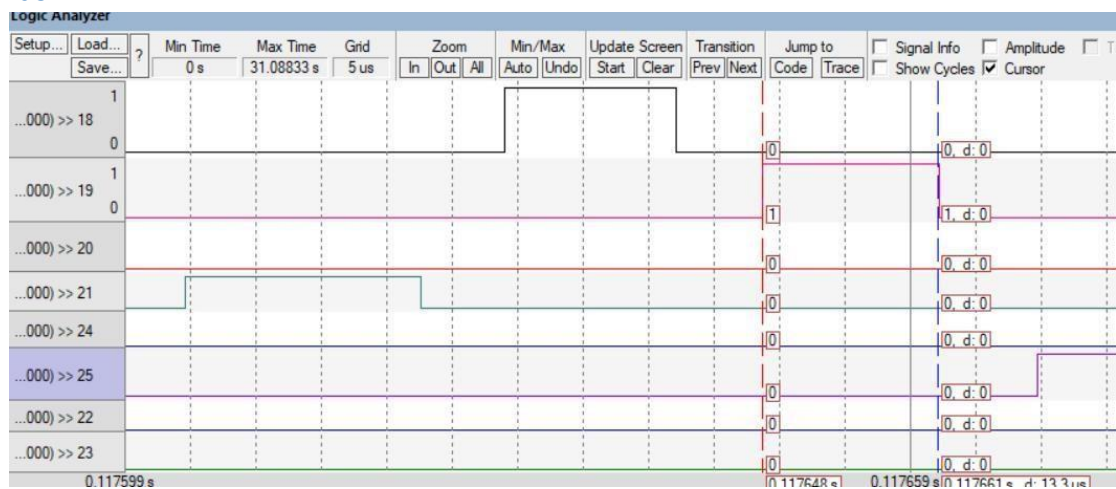 Logic Analyzer
Setup... Load... ? Min Time Max Time Grid Zoom Min/Max Update Screen Transition Jump to Signal Info Amplitude T
Save... 0 s 31.08833 s 5 us In Out All Auto Undo Start Clear Prev Next Code Trace Show Cycles Cursor
1
...000) >> 18
0 0 0, d: 0
1
...000) >> 19
0 1 1, d: 0
...000) >> 20 0 0, d: 0
...000) >> 21 0 0, d: 0
...000) >> 24 0 0, d: 0
...000) >> 25 0 0, d: 0
...000) >> 22 0 0, d: 0
...000) >> 23 0 0, d: 0
0.117599 s 0.117648 s 0.117659 s 0.117661 s, d: 13.3 us